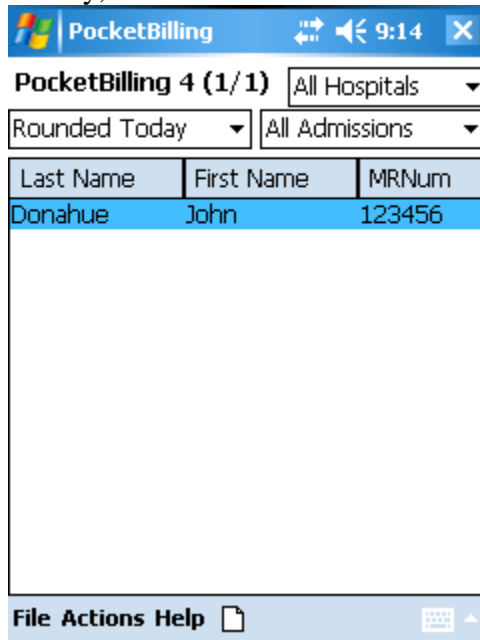 PocketBilling 9:14
PocketBilling 4 (1/1) All Hospitals
Rounded Today All Admissions
Last Name First Name MRNum
Donahue John 123456
File Actions Help